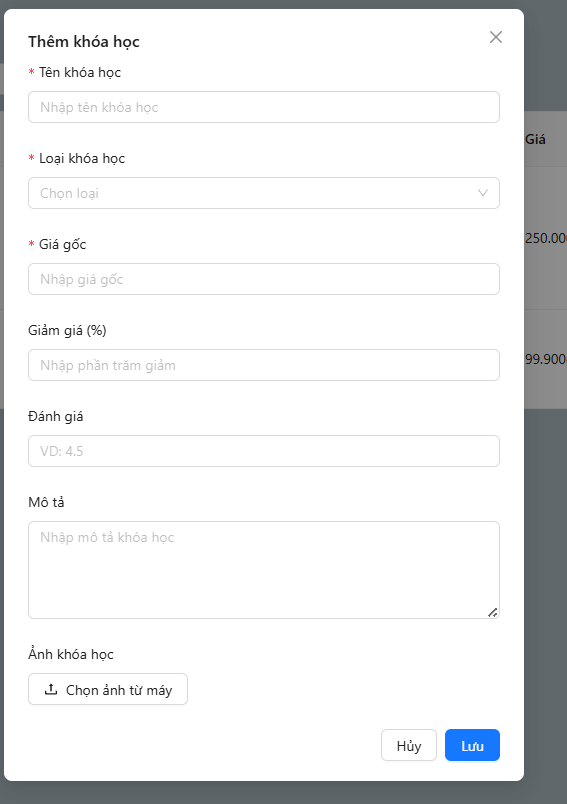 Thêm khóa học
* Tên khóa học
Nhập tên khóa học
* Loại khóa học
Chọn loại
* Giá gốc
Nhập giá gốc
Giảm giá (%)
Nhập phần trăm giảm
Đánh giá
VD: 4.5
Mô tả
Nhập mô tả khóa học
Ảnh khóa học
Chọn ảnh từ máy
Hủy Lưu
Giá
250.00
99.900